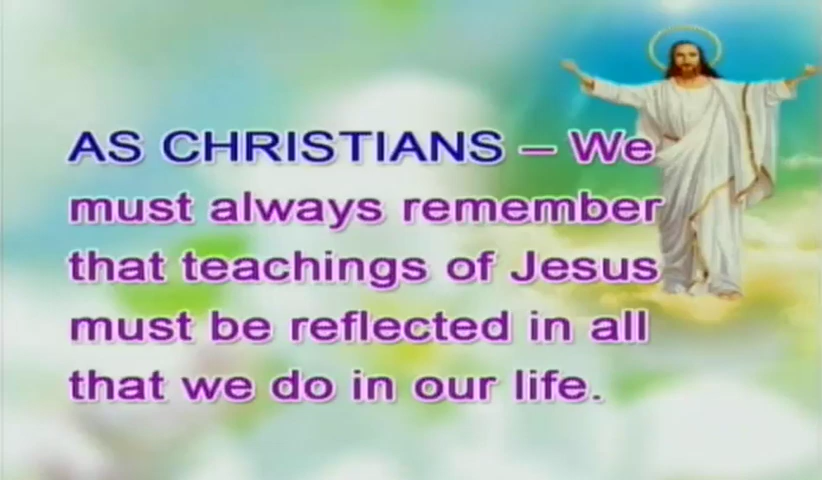 AS CHRISTIANS – We
must always remember
that teachings of Jesus
must be reflected in all
that we do in our life.